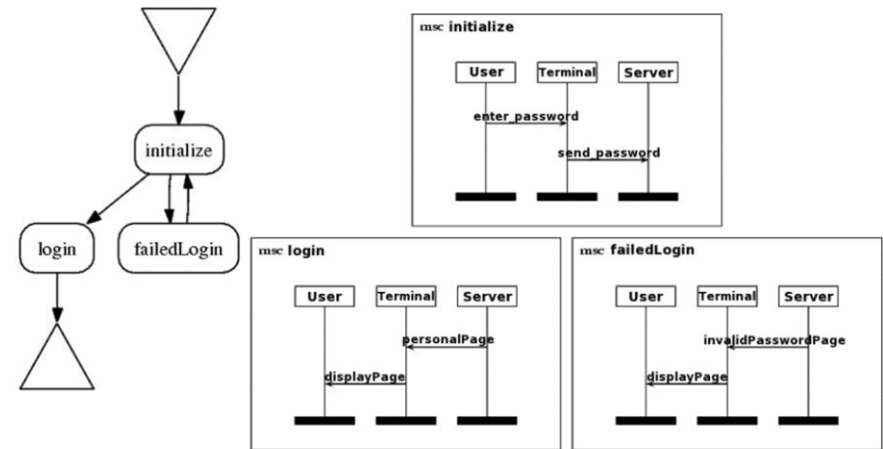 initialize
login
failedLogin
msc initialize
User Terminal Server
enter_password
send_password
msc login
User Terminal Server
personalPage
displayPage
msc failedLogin
User Terminal Server
invalidPasswordPage
displayPage